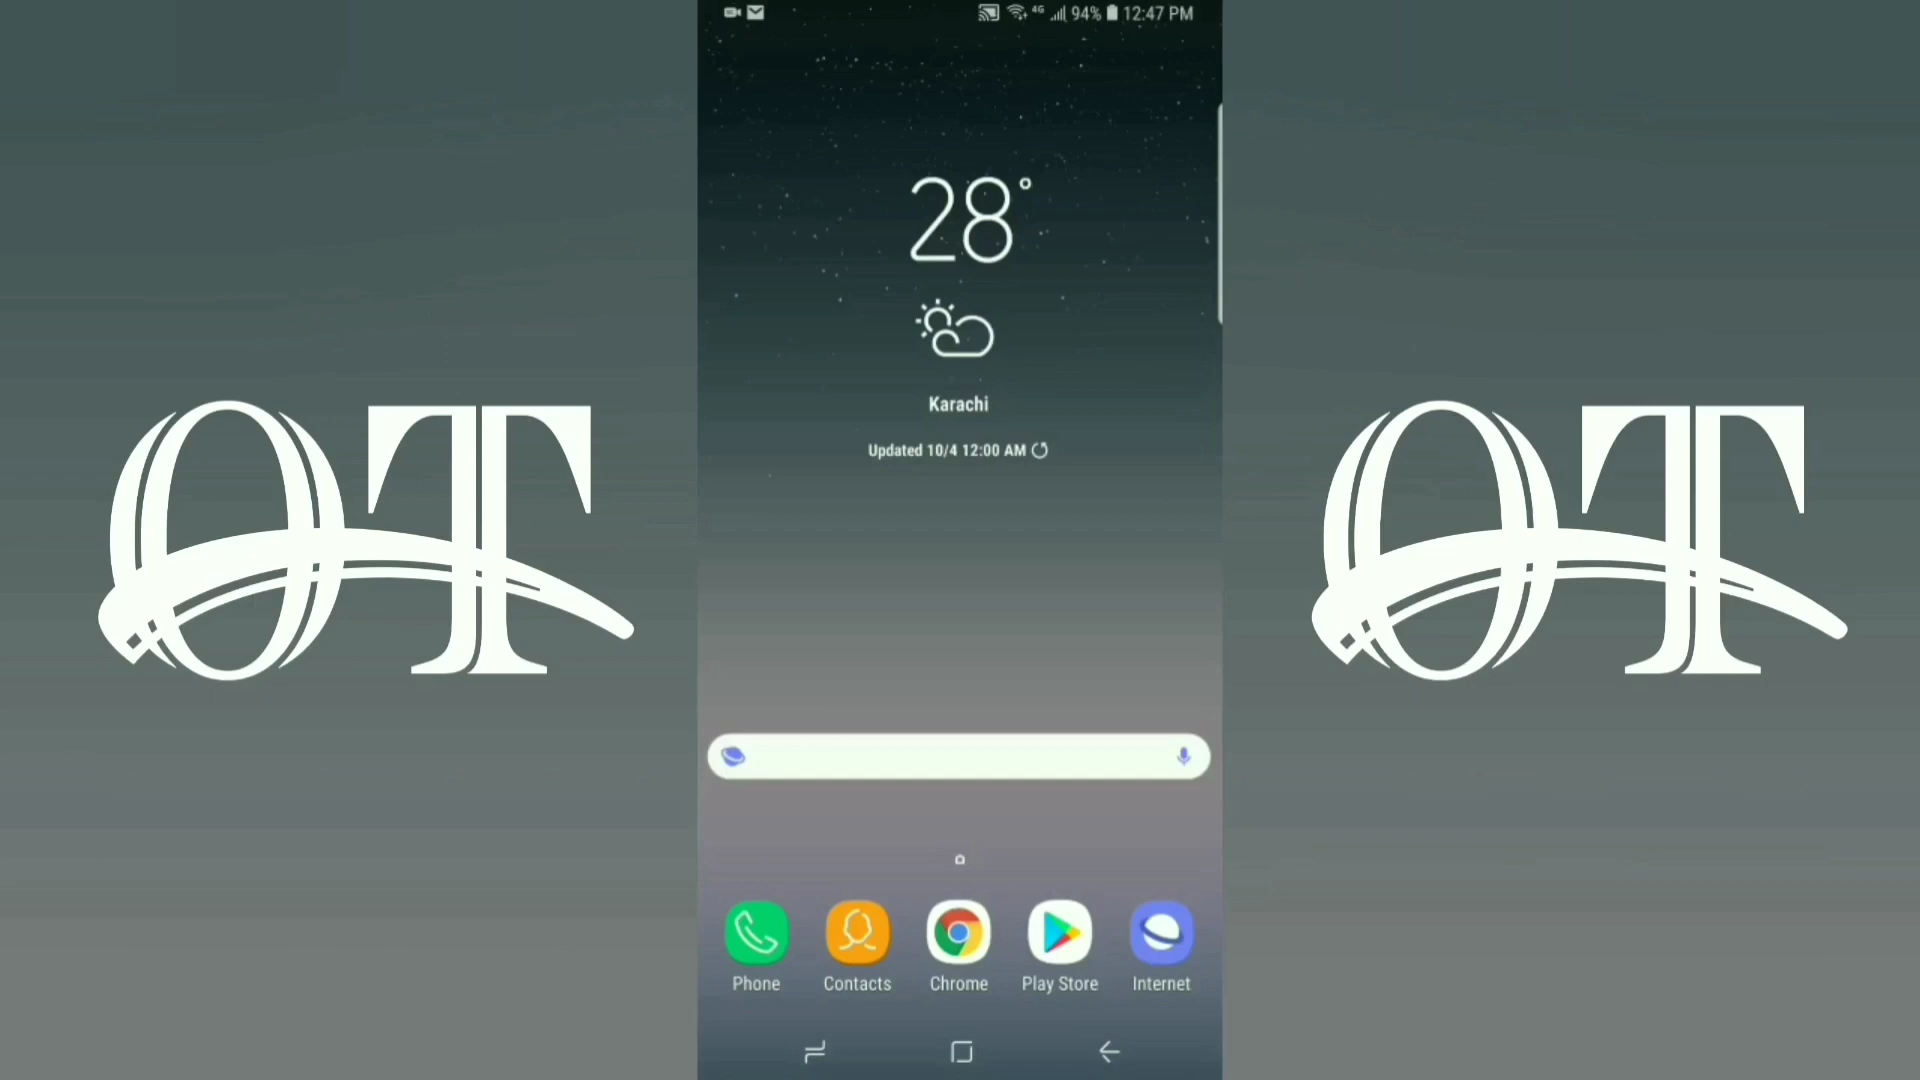 4G 94% 12:47 PM
28°
Karachi
Updated 10/4 12:00 AM
OT
OT
Phone Contacts Chrome Play Store Internet